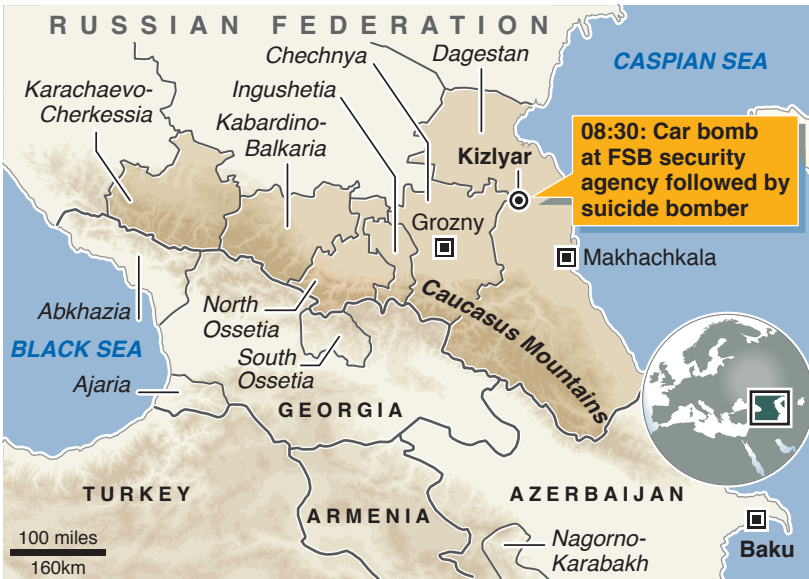 RUSSIAN FEDERATION
Chechnya
Dagestan
CASPIAN SEA
Karachaevo-
Cherkessia
Ingushetia
Kabardino-
Balkaria
Kizlyar
08:30: Car bomb
at FSB security
agency followed by
suicide bomber
Grozny
Makhachkala
Caucasus Mountains
Abkhazia
North
Ossetia
BLACK SEA
South
Ossetia
Ajaria
GEORGIA
TURKEY
AZERBAIJAN
ARMENIA
Nagorno-
Karabakh
Baku
100 miles
160km